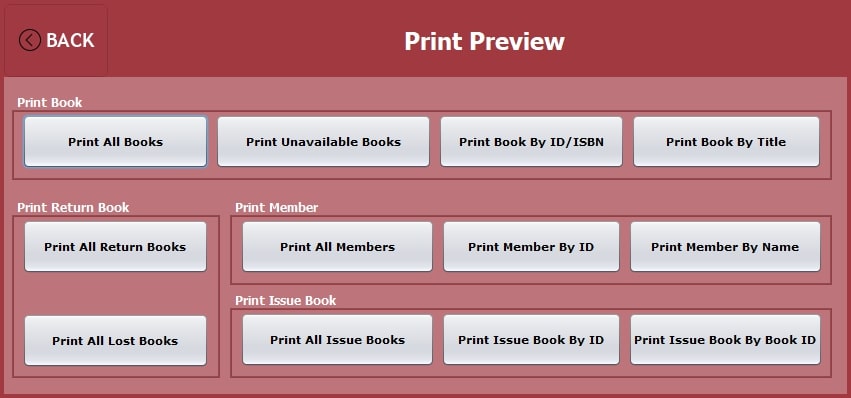 BACK
Print Preview
Print Book
Print All Books
Print Unavailable Books
Print Book By ID/ISBN
Print Book By Title
Print Return Book
Print All Return Books
Print All Lost Books
Print Member
Print All Members
Print Member By ID
Print Member By Name
Print Issue Book
Print All Issue Books
Print Issue Book By ID
Print Issue Book By Book ID